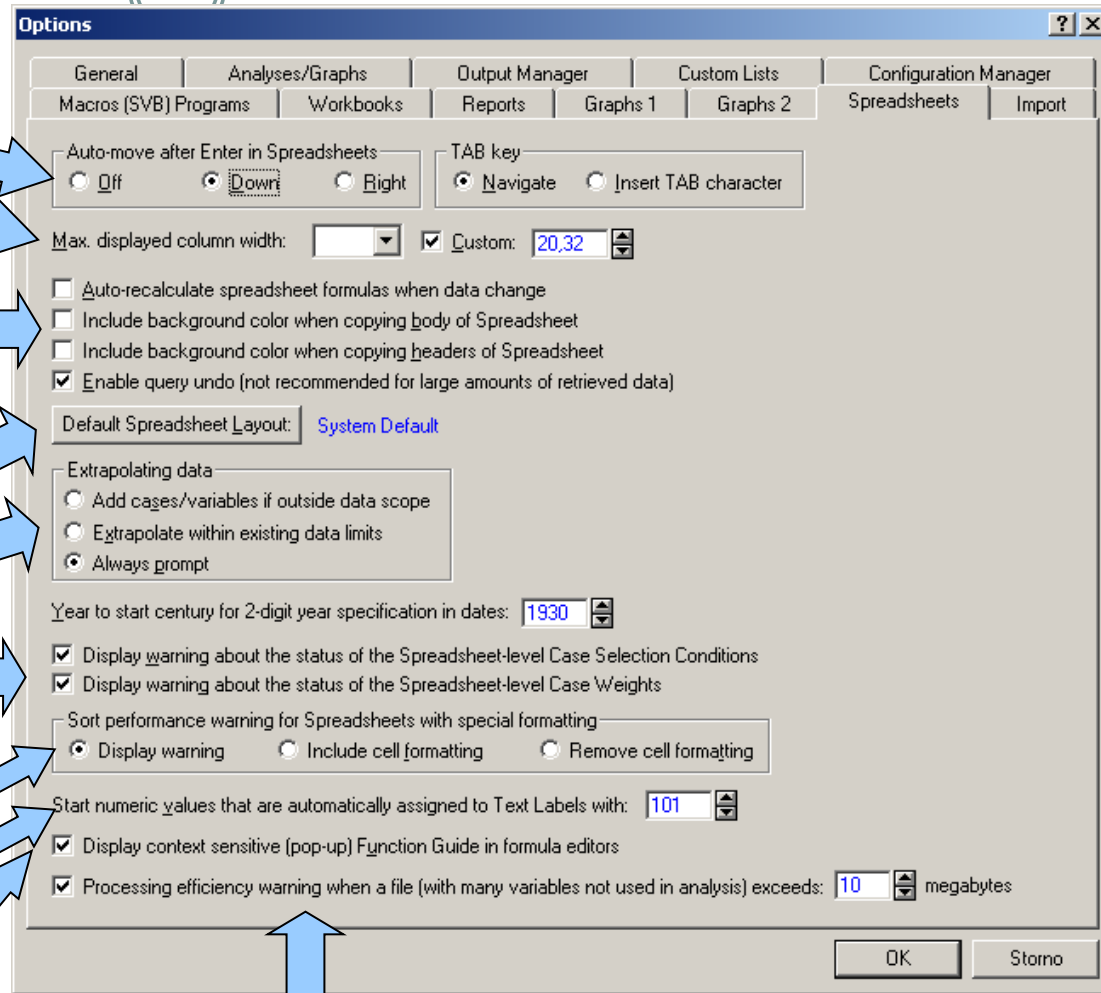 Options
General Analyses/Graphs Output Manager Custom Lists Configuration Manager
Macros (SVB) Programs Workbooks Reports Graphs 1 Graphs 2 Spreadsheets Import
Auto-move after Enter in Spreadsheets TAB key
Off Down Right Navigate Insert TAB character
Max. displayed column width: Custom: 20,32
Auto-recalculate spreadsheet formulas when data change
Include background color when copying body of Spreadsheet
Include background color when copying headers of Spreadsheet
Enable query undo (not recommended for large amounts of retrieved data)
Default Spreadsheet Layout: System Default
Extrapolating data
Add cases/variables if outside data scope
Extrapolate within existing data limits
Always prompt
Year to start century for 2-digit year specification in dates: 1930
Display warning about the status of the Spreadsheet-level Case Selection Conditions
Display warning about the status of the Spreadsheet-level Case Weights
Sort performance warning for Spreadsheets with special formatting
Display warning Include cell formatting Remove cell formatting
Start numeric values that are automatically assigned to Text Labels with: 101
Display context sensitive (pop-up) Function Guide in formula editors
Processing efficiency warning when a file (with many variables not used in analysis) exceeds: 10 megabytes
OK Storno